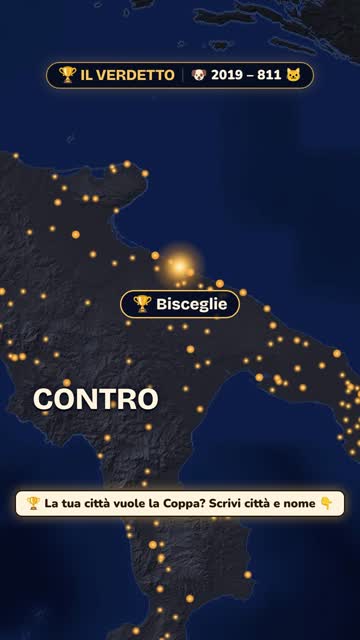 🏆 IL VERDETTO | 🐶 2019 – 811 🐱
🏆 Bisceglie
CONTRO
🏆 La tua città vuole la Coppa? Scrivi città e nome 👇